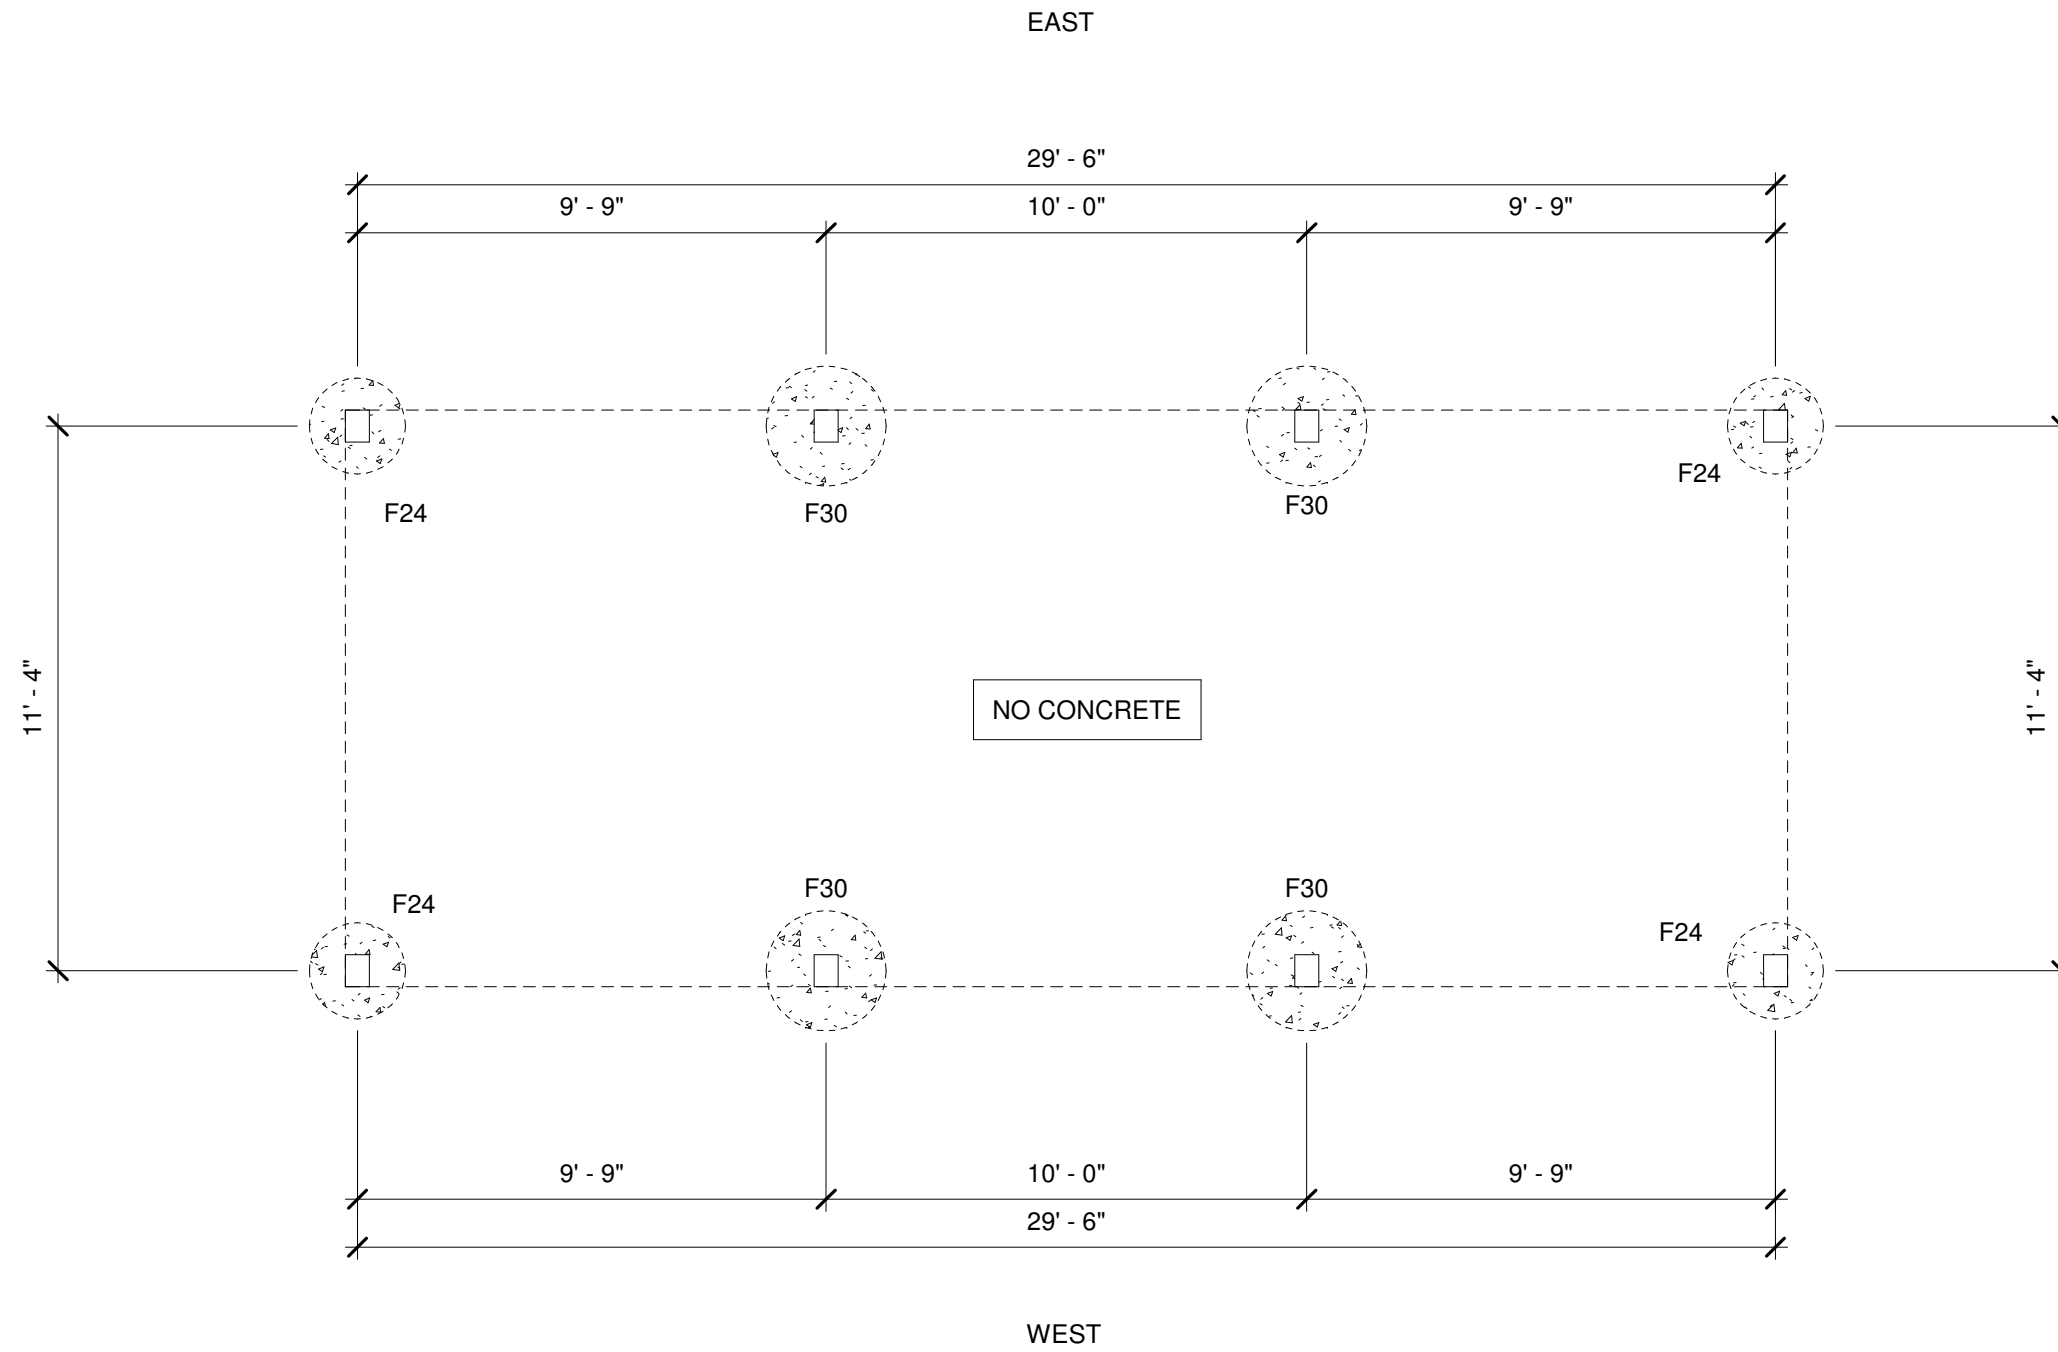 EAST
29' - 6"
9' - 9"
10' - 0"
9' - 9"
F24
F30
F30
F24
11' - 4"
NO CONCRETE
11' - 4"
F24
F30
F30
F24
9' - 9"
10' - 0"
9' - 9"
29' - 6"
WEST